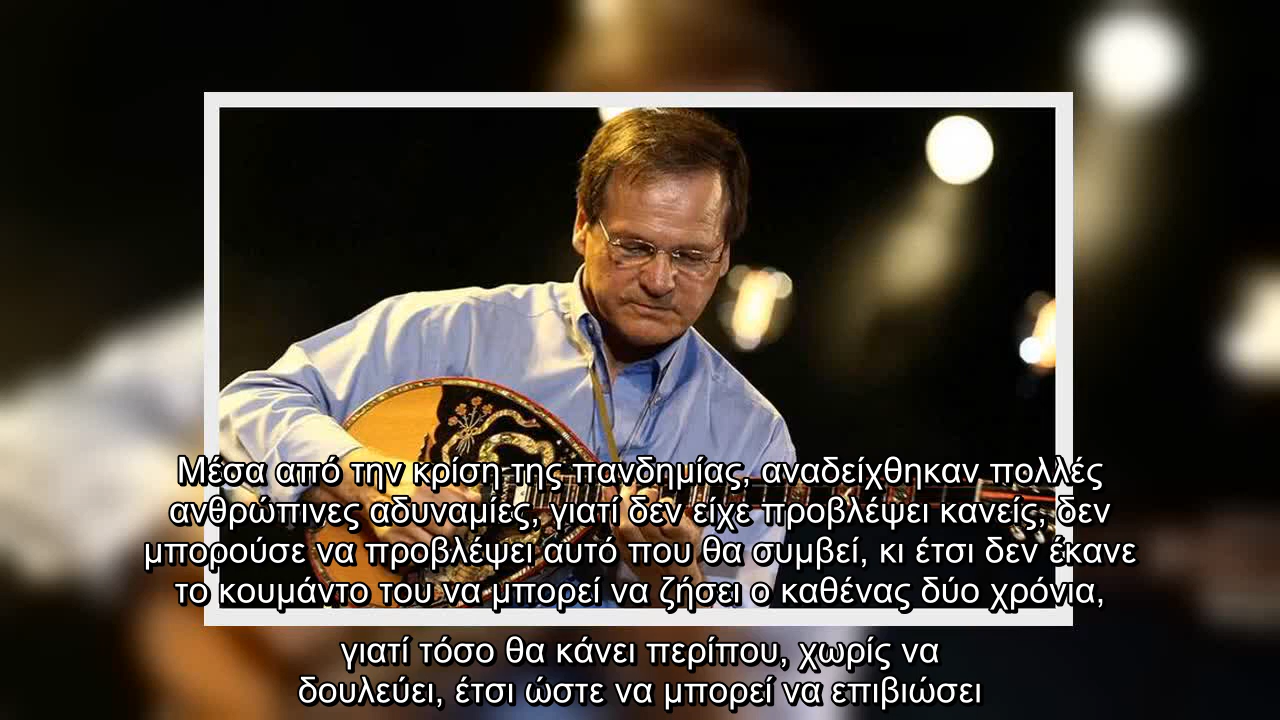 Μέσα από την κρίση της πανδημίας, αναδείχθηκαν πολλές
ανθρώπινες αδυναμίες, γιατί δεν είχε προβλέψει κανείς, δεν
μπορούσε να προβλέψει αυτό που θα συμβεί, κι έτσι δεν έκανε
το κουμάντο του να μπορεί να ζήσει ο καθένας δύο χρόνια,
γιατί τόσο θα κάνει περίπου, χωρίς να
δουλεύει, έτσι ώστε να μπορεί να επιβιώσει